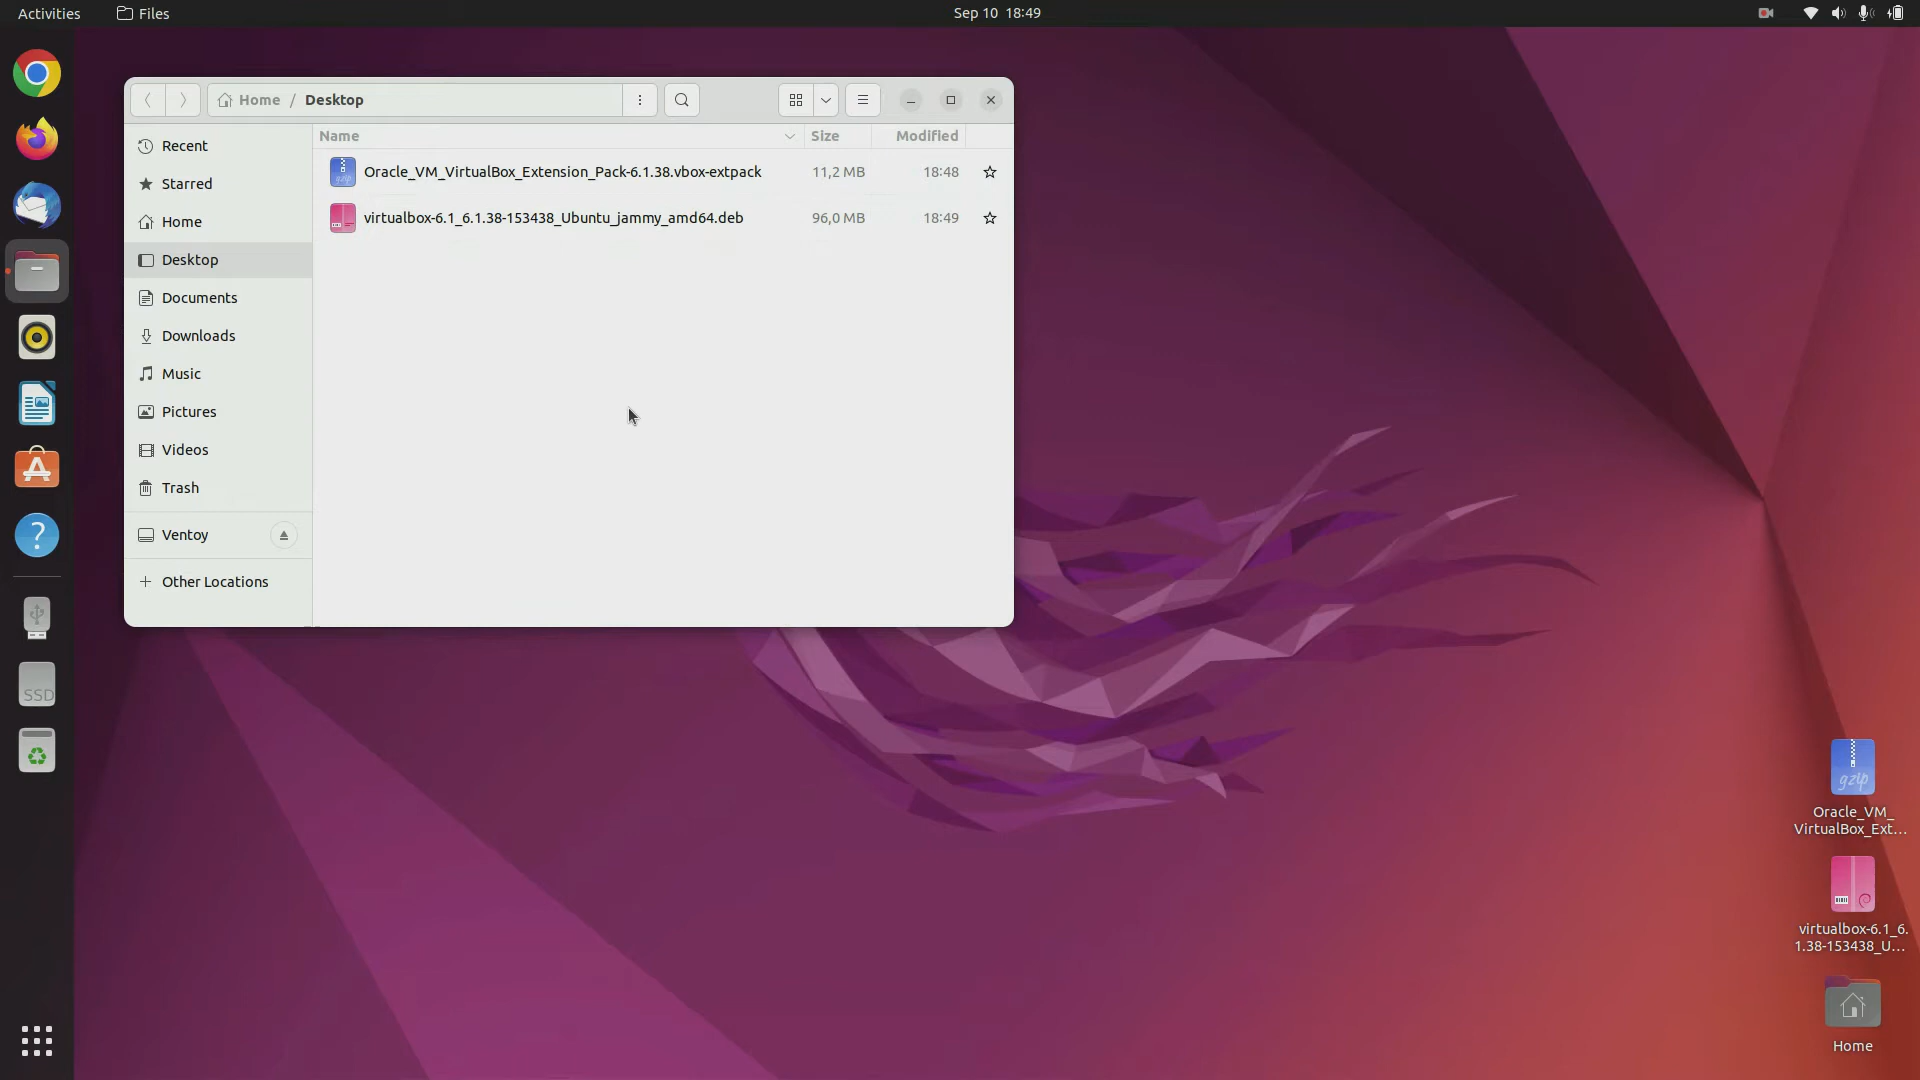 Activities
Files
Sep 10 18:49
Home / Desktop
Name
Size
Modified
Recent
Oracle_VM_VirtualBox_Extension_Pack-6.1.38.vbox-extpack
11,2 MB
18:48
Starred
virtualbox-6.1_6.1.38-153438_Ubuntu_jammy_amd64.deb
96,0 MB
18:49
Home
Desktop
Documents
Downloads
Music
Pictures
Videos
Trash
Ventoy
Other Locations
SSD
gzip
Oracle_VM_
VirtualBox_Ext...
virtualbox-6.1_6.
1.38-153438_U...
Home